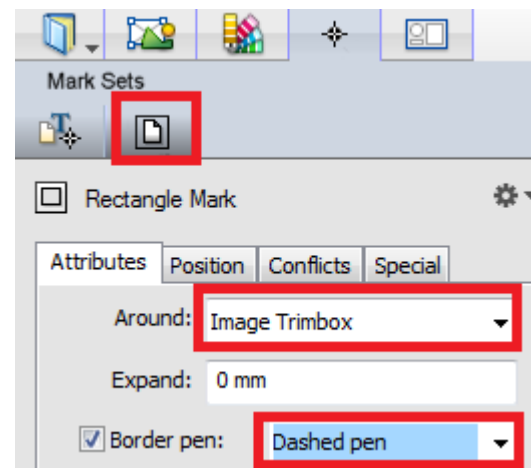 Mark Sets
Rectangle Mark
Attributes Position Conflicts Special
Around: Image Trimbox
Expand: 0 mm
Border pen: Dashed pen